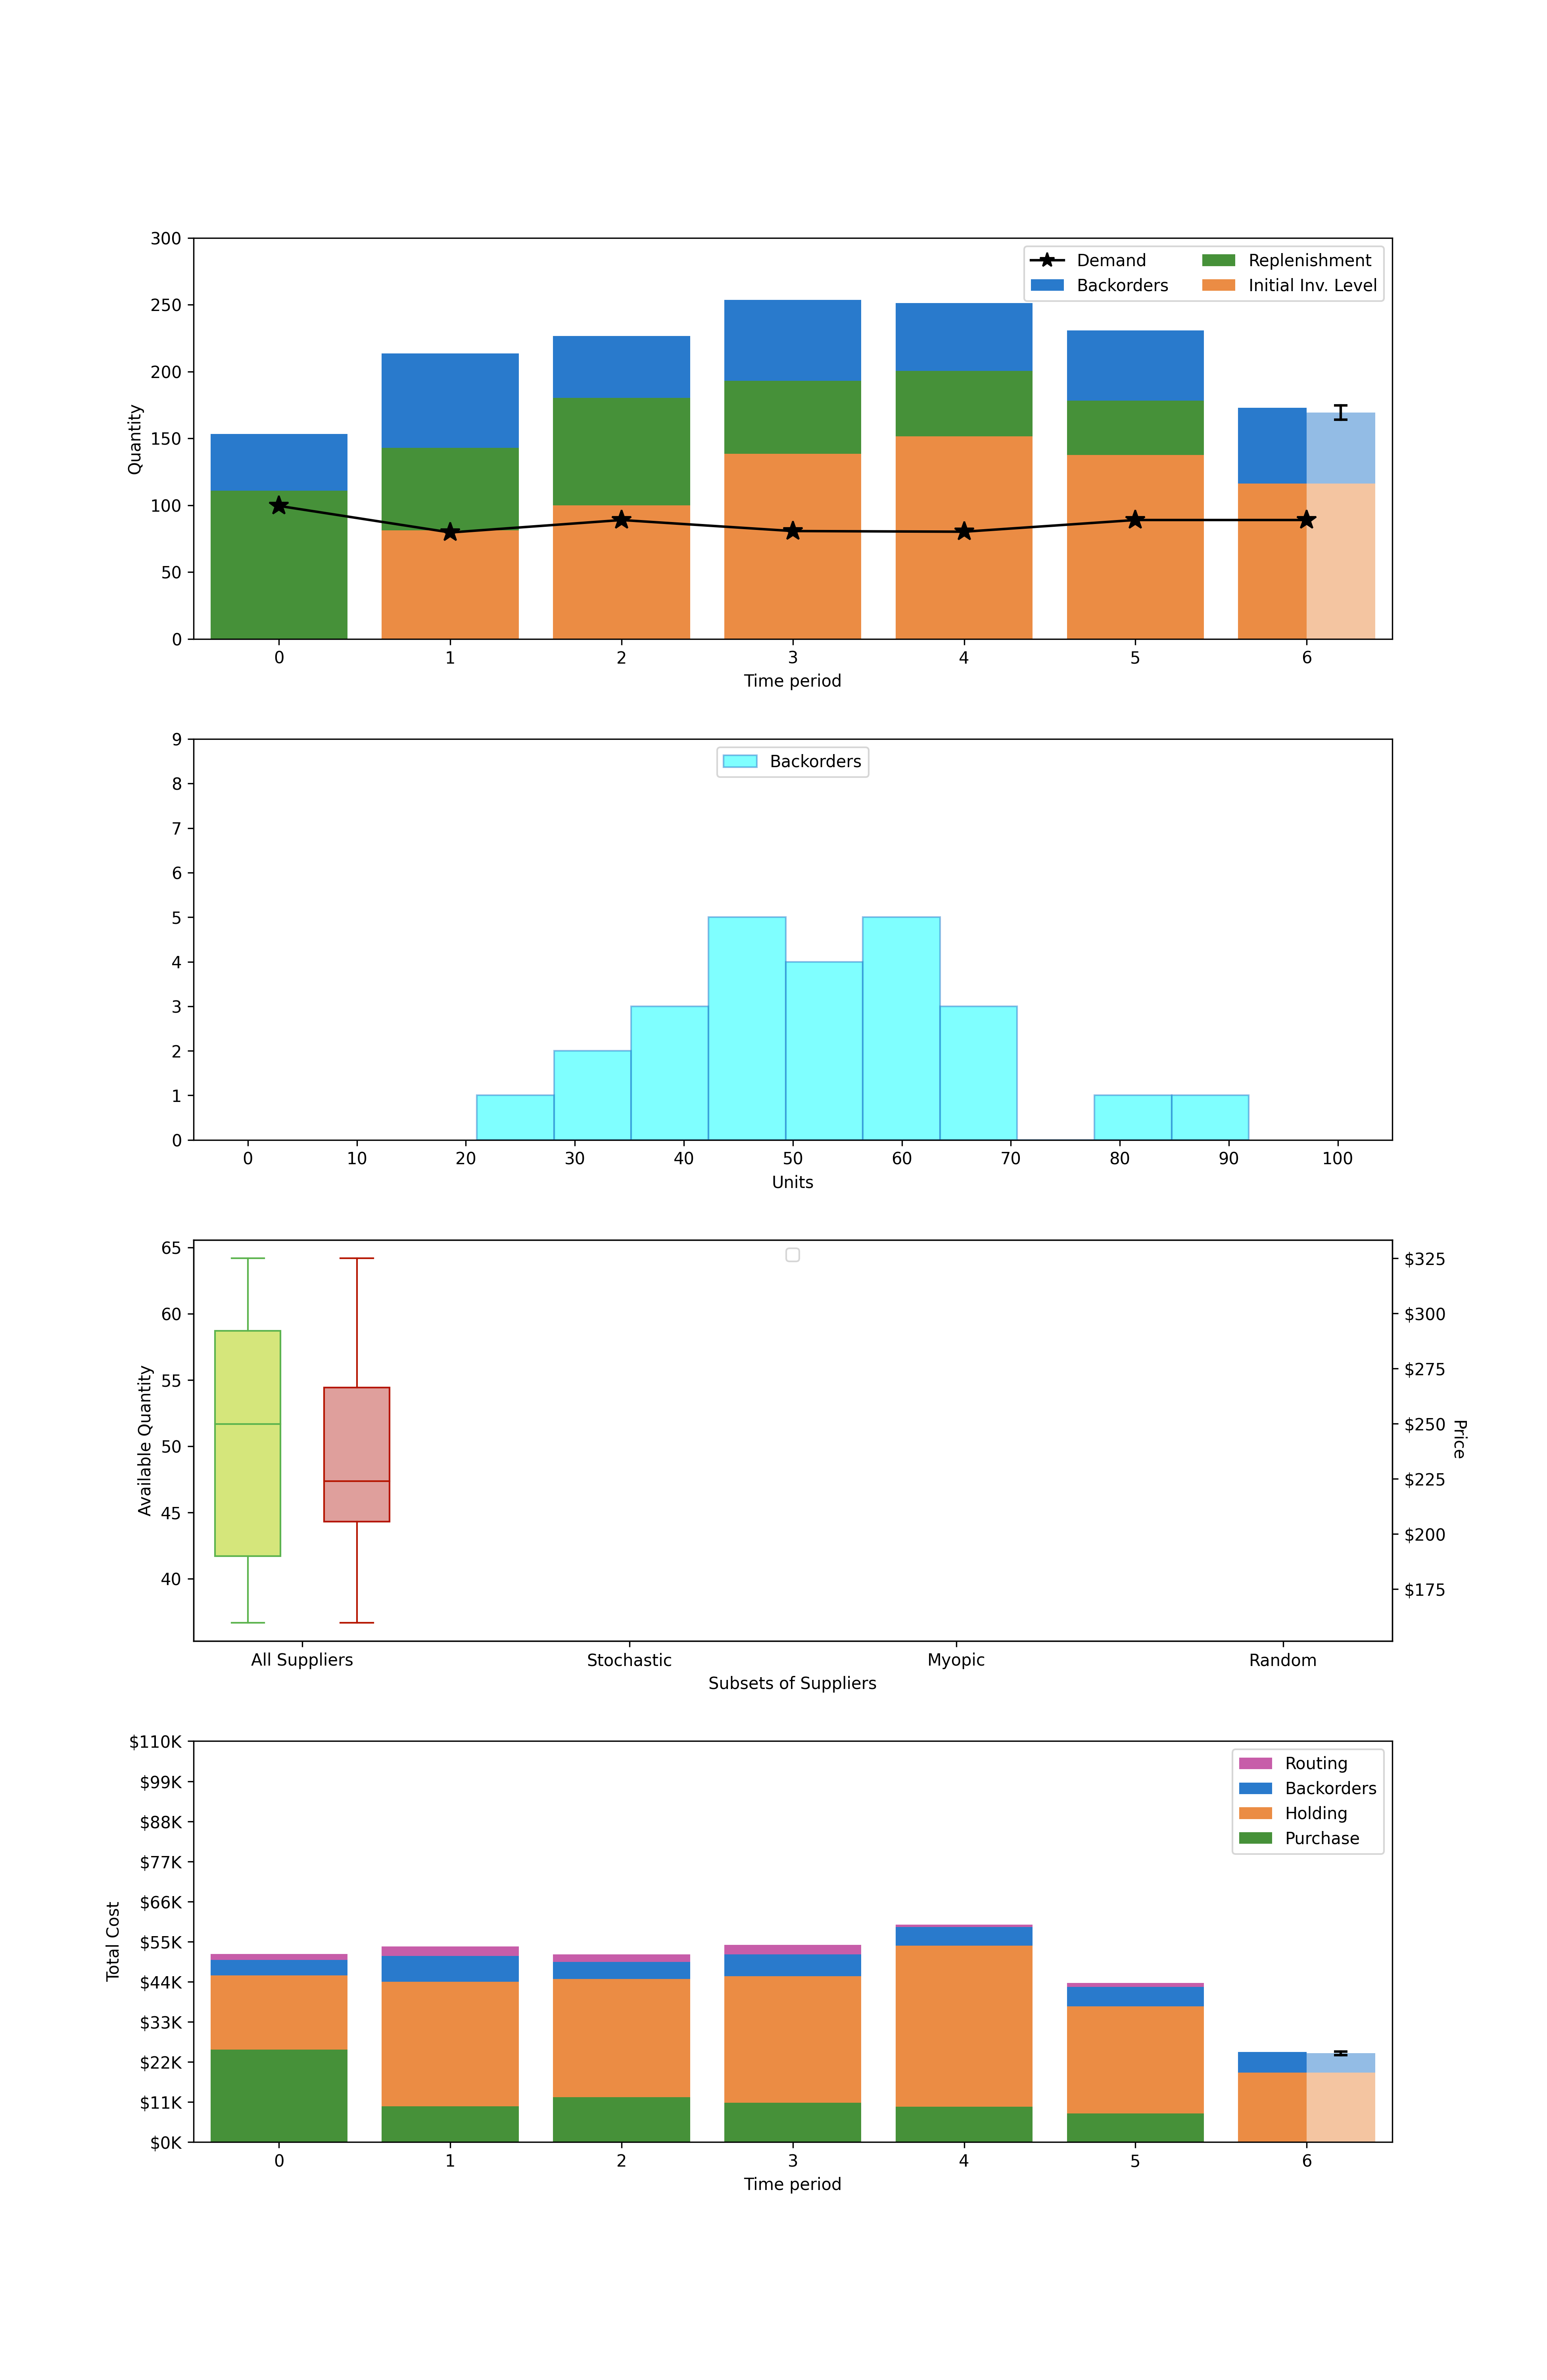 300
250
200
150
100
50
0
Quantity
Demand
Backorders
Replenishment
Initial Inv. Level
0 1 2 3 4 5 6
Time period
9
8
7
6
5
4
3
2
1
0
Backorders
0 10 20 30 40 50 60 70 80 90 100
Units
65
60
55
50
45
40
Available Quantity
$325
$300
$275
$250
$225
$200
$175
Price
All Suppliers Stochastic Myopic Random
Subsets of Suppliers
$110K
$99K
$88K
$77K
$66K
$55K
$44K
$33K
$22K
$11K
$0K
Total Cost
Routing
Backorders
Holding
Purchase
0 1 2 3 4 5 6
Time period